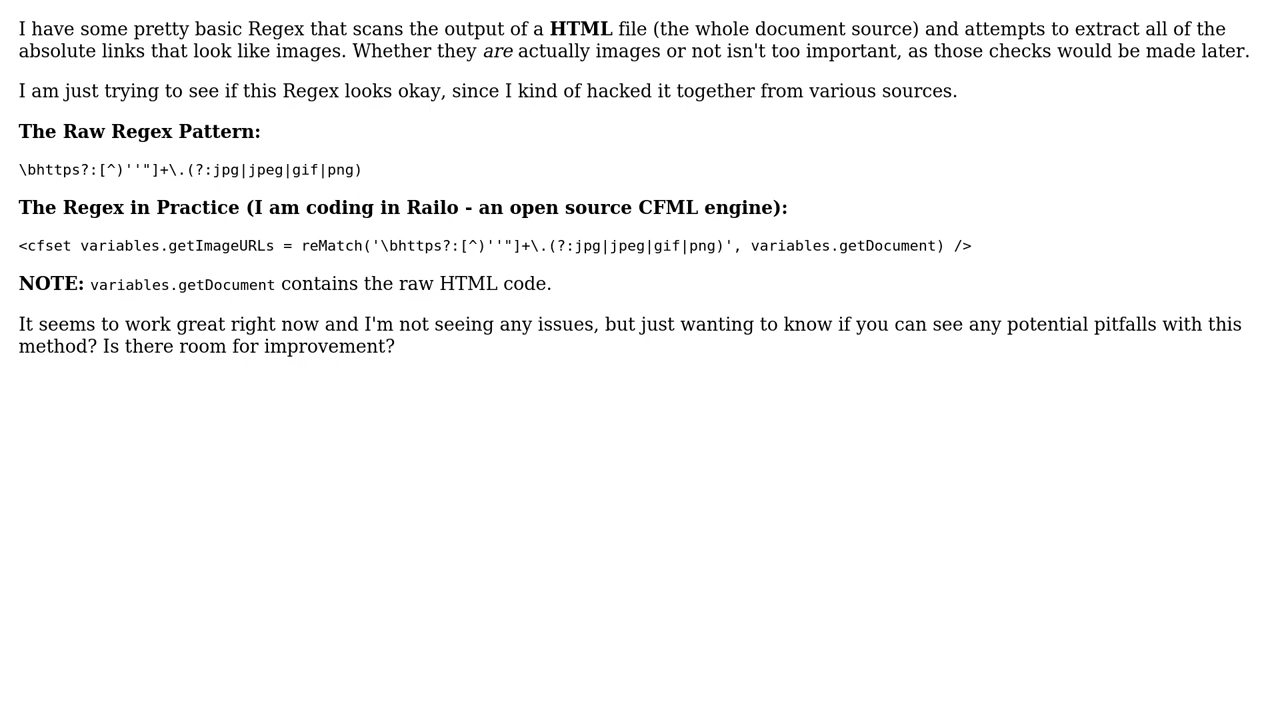 I have some pretty basic Regex that scans the output of a HTML file (the whole document source) and attempts to extract all of the
absolute links that look like images. Whether they are actually images or not isn't too important, as those checks would be made later.
I am just trying to see if this Regex looks okay, since I kind of hacked it together from various sources.
The Raw Regex Pattern:
\bhttps?:[^)''"]+\.(?:jpg|jpeg|gif|png)
The Regex in Practice (I am coding in Railo - an open source CFML engine):
<cfset variables.getImageURLs = reMatch('\bhttps?:[^)''"]+\.(?:jpg|jpeg|gif|png)', variables.getDocument) />
NOTE: variables.getDocument contains the raw HTML code.
It seems to work great right now and I'm not seeing any issues, but just wanting to know if you can see any potential pitfalls with this
method? Is there room for improvement?